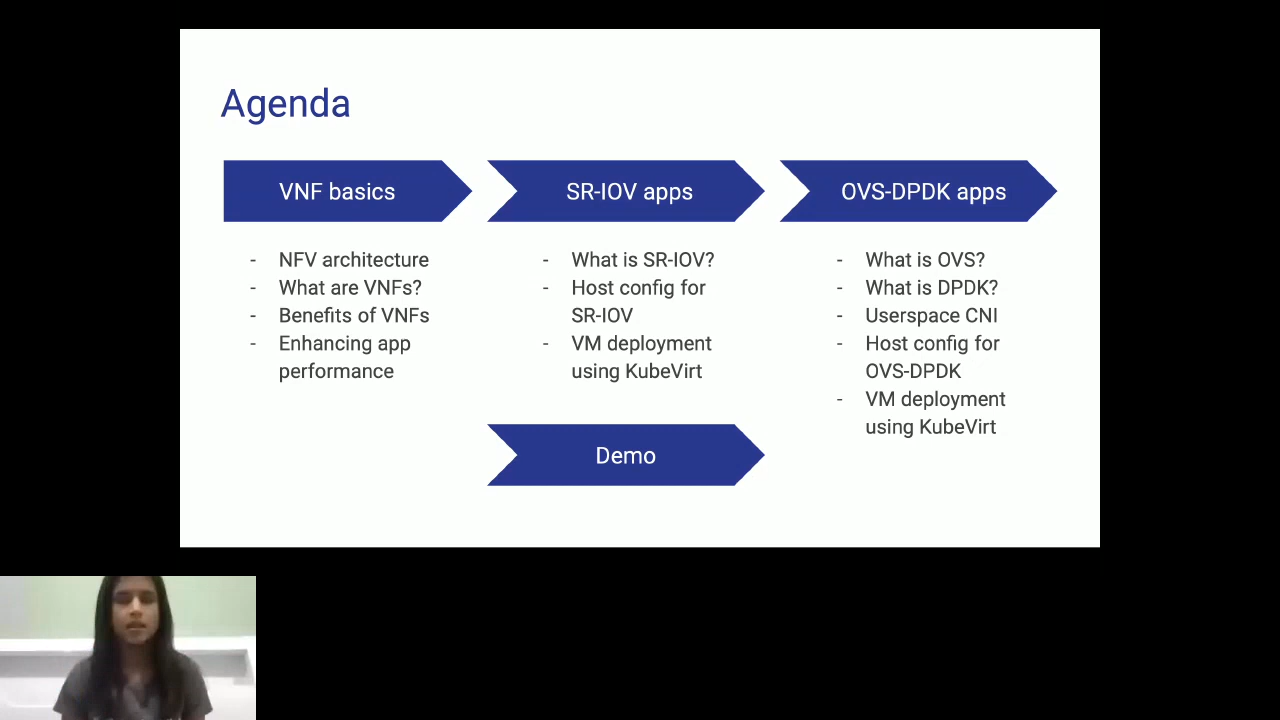 Agenda
VNF basics
- NFV architecture
- What are VNFs?
- Benefits of VNFs
- Enhancing app
performance
SR-IOV apps
- What is SR-IOV?
- Host config for
SR-IOV
- VM deployment
using KubeVirt
OVS-DPDK apps
- What is OVS?
- What is DPDK?
- Userspace CNI
- Host config for
OVS-DPDK
- VM deployment
using KubeVirt
Demo